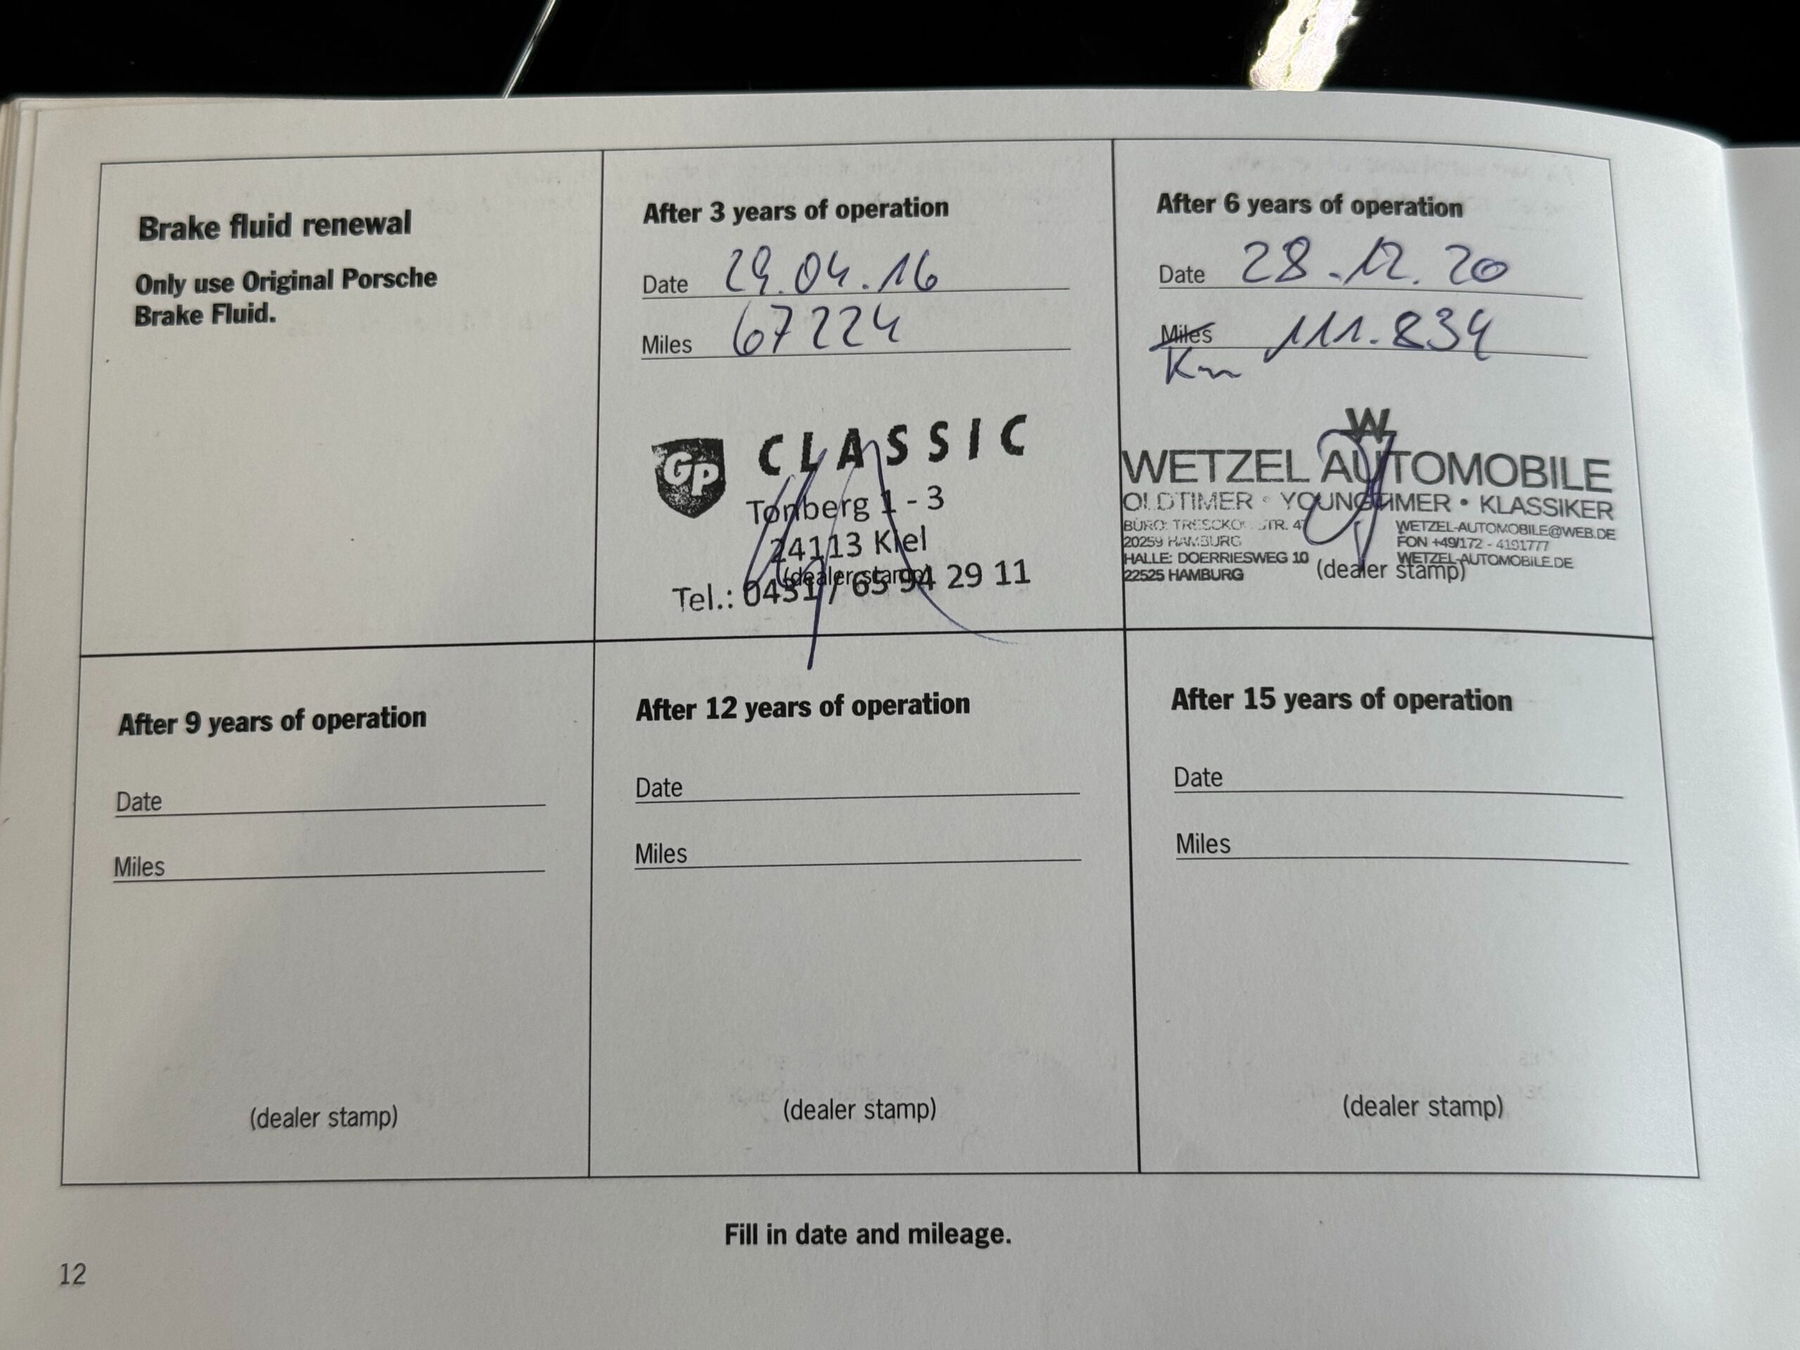 Brake fluid renewal
Only use Original Porsche
Brake Fluid.
After 3 years of operation
Date 29.04.16
Miles 67224
GP CLASSIC
Tonberg 1 - 3
24113 Kiel
(dealer stamp)
Tel.: 0431 / 65 94 29 11
After 6 years of operation
Date 28.12.20
Miles 111.834
Km
W
WETZEL AUTOMOBILE
OLDTIMER • YOUNGTIMER • KLASSIKER
BÜRO: STR. 47
20259 HAMBURG
HALLE: DOERRIESWEG 10
22525 HAMBURG
WETZEL-AUTOMOBILE@WEB.DE
FON +49/172 - 4191777
WETZEL-AUTOMOBILE.DE
(dealer stamp)
After 9 years of operation
Date
Miles
(dealer stamp)
After 12 years of operation
Date
Miles
(dealer stamp)
After 15 years of operation
Date
Miles
(dealer stamp)
Fill in date and mileage.
12